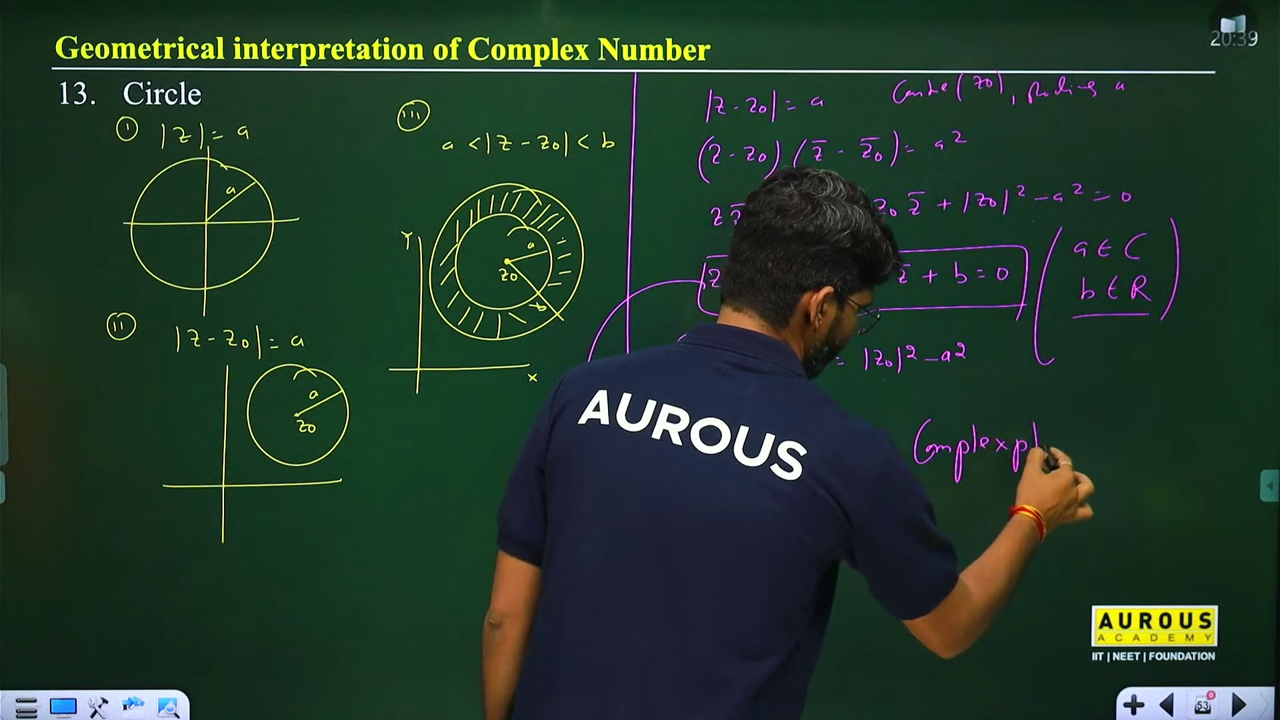 20:39
Geometrical interpretation of Complex Number
13. Circle
(i) |z| = a
a
(ii) |z - z0| = a
a
z0
(iii)
a < |z - z0| < b
Y
a
z0
b
x
|z - z0| = a Centre (z0), Radius a
(z - z0) (z̄ - z̄0) = a²
z z̄ z0 z̄ + |z0|² - a² = 0
z z̄ + b = 0
a ∈ C
b ∈ R
= |z0|² - a²
Complex pl
AUROUS
AUROUS
ACADEMY
IIT | NEET | FOUNDATION
53